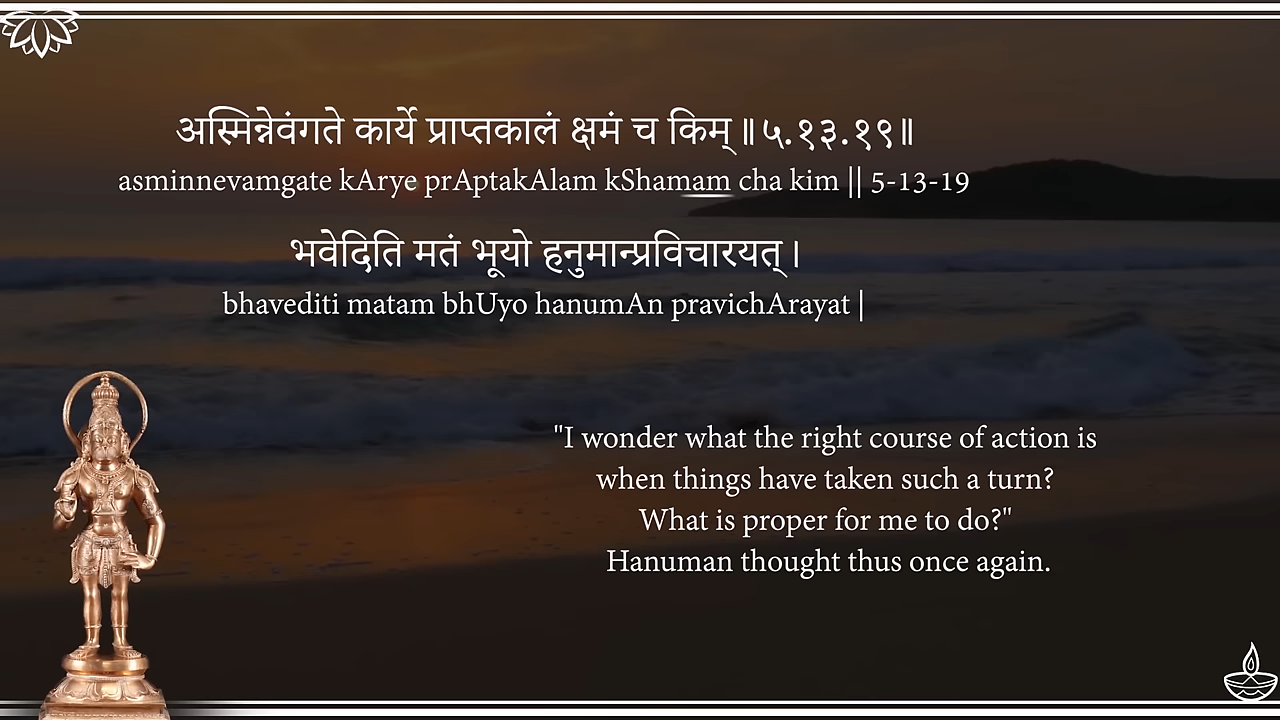 अस्मिन्नेवंगते कार्ये प्राप्तकालं क्षमं च किम्॥५.१३.१९॥
asminnevamgate kArye prAptakAlam kShamam cha kim || 5-13-19
भवेदिति मतं भूयो हनुमान्प्रविचारयत्।
bhavediti matam bhUyo hanumAn pravichArayat |
"I wonder what the right course of action is
when things have taken such a turn?
What is proper for me to do?"
Hanuman thought thus once again.